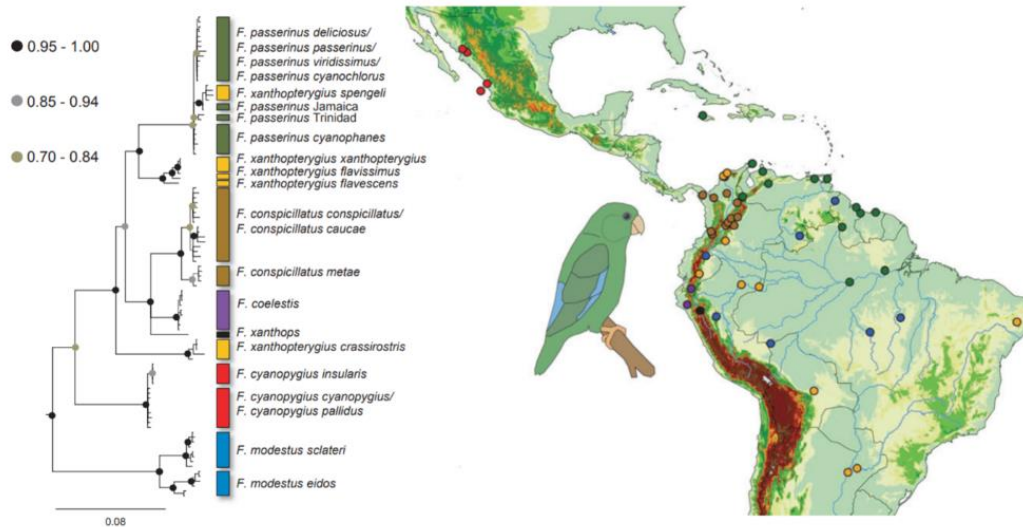 0.95 - 1.00
0.85 - 0.94
0.70 - 0.84
F. passerinus deliciosus/
F. passerinus passerinus/
F. passerinus viridissimus/
F. passerinus cyanochlorus
F. xanthopterygius spengeli
F. passerinus Jamaica
F. passerinus Trinidad
F. passerinus cyanophanes
F. xanthopterygius xanthopterygius
F. xanthopterygius flavissimus
F. xanthopterygius flavescens
F. conspicillatus conspicillatus/
F. conspicillatus caucae
F. conspicillatus metae
F. coelestis
F. xanthops
F. xanthopterygius crassirostris
F. cyanopygius insularis
F. cyanopygius cyanopygius/
F. cyanopygius pallidus
F. modestus sclateri
F. modestus eidos
0.08